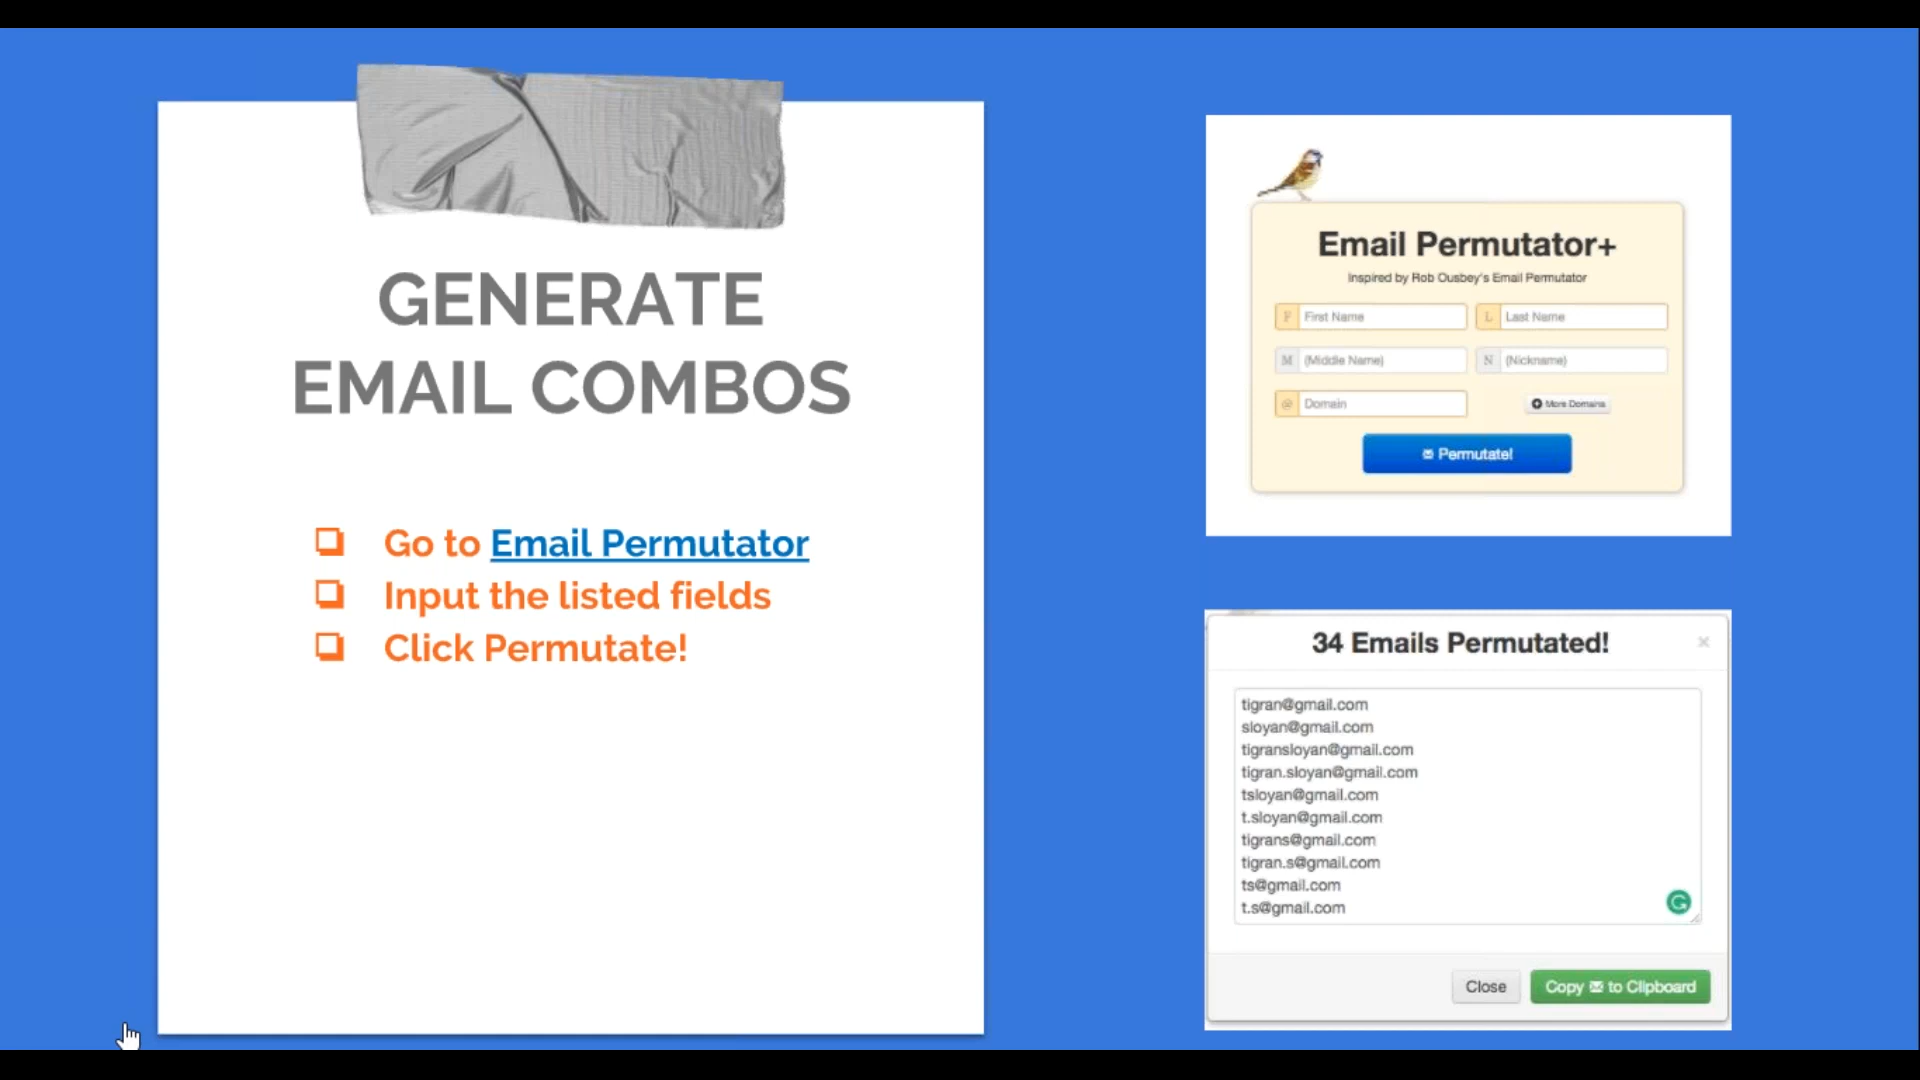 GENERATE
EMAIL COMBOS
Go to Email Permutator
Input the listed fields
Click Permutate!
Email Permutator+
Inspired by Rob Ousbey's Email Permutator
F First Name
L Last Name
M (Middle Name)
N (Nickname)
@ Domain
More Domains
Permutate!
34 Emails Permutated!
×
tigran@gmail.com
sloyan@gmail.com
tigransloyan@gmail.com
tigran.sloyan@gmail.com
tsloyan@gmail.com
t.sloyan@gmail.com
tigrans@gmail.com
tigran.s@gmail.com
ts@gmail.com
t.s@gmail.com
Close
Copy to Clipboard